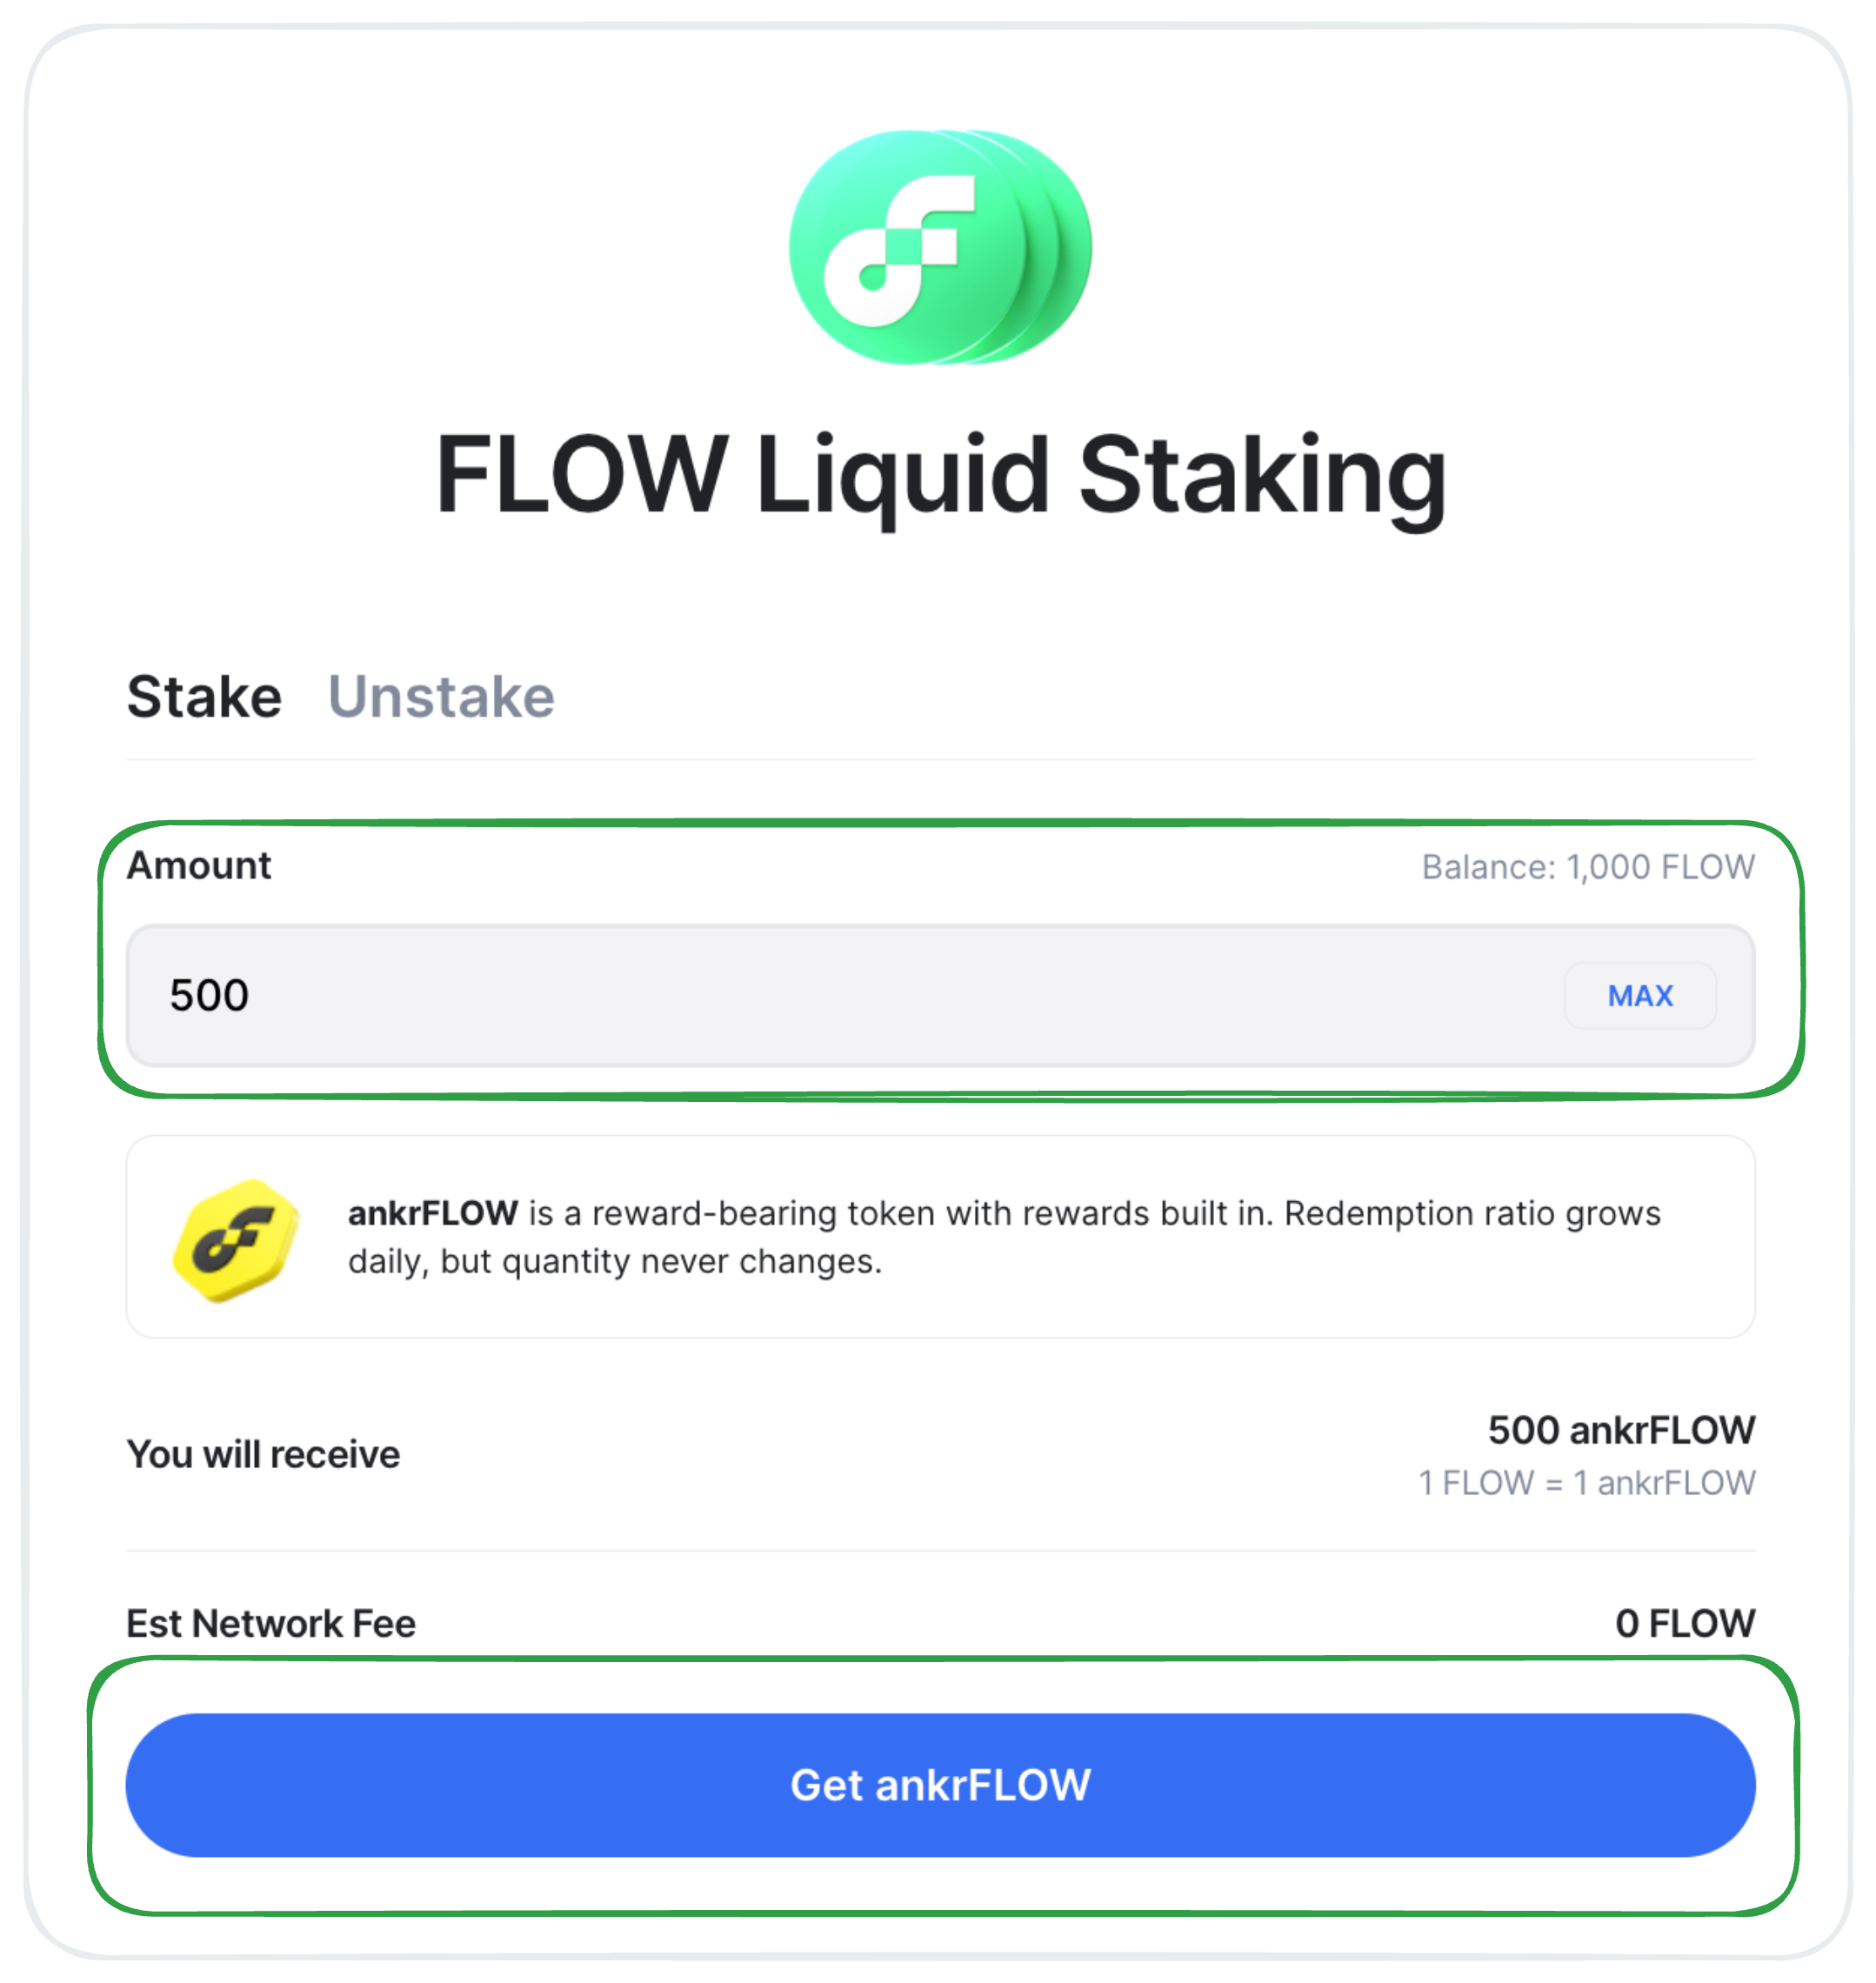 FLOW Liquid Staking
Stake Unstake
Amount Balance: 1,000 FLOW
500 MAX
ankrFLOW is a reward-bearing token with rewards built in. Redemption ratio grows
daily, but quantity never changes.
500 ankrFLOW
You will receive
1 FLOW = 1 ankrFLOW
Est Network Fee 0 FLOW
Get ankrFLOW